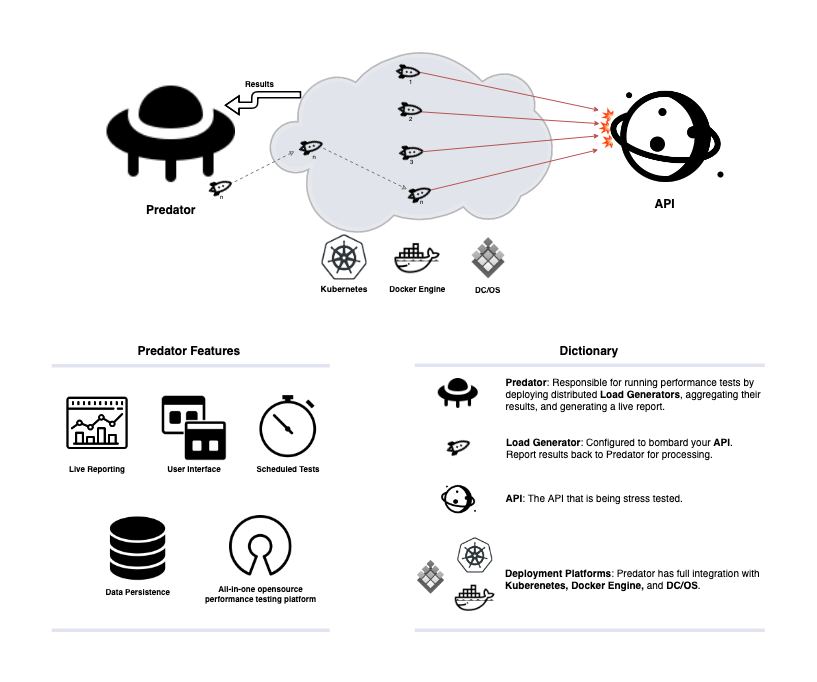 Results
1
2
3
n
n
n
Predator
API
Kubernetes
Docker Engine
DC/OS
Predator Features
Live Reporting
User Interface
Scheduled Tests
Data Persistence
All-in-one opensource
performance testing platform
Dictionary
Predator: Responsible for running performance tests by
deploying distributed Load Generators, aggregating their
results, and generating a live report.
Load Generator: Configured to bombard your API.
Report results back to Predator for processing.
API: The API that is being stress tested.
Deployment Platforms: Predator has full integration with
Kuberenetes, Docker Engine, and DC/OS.